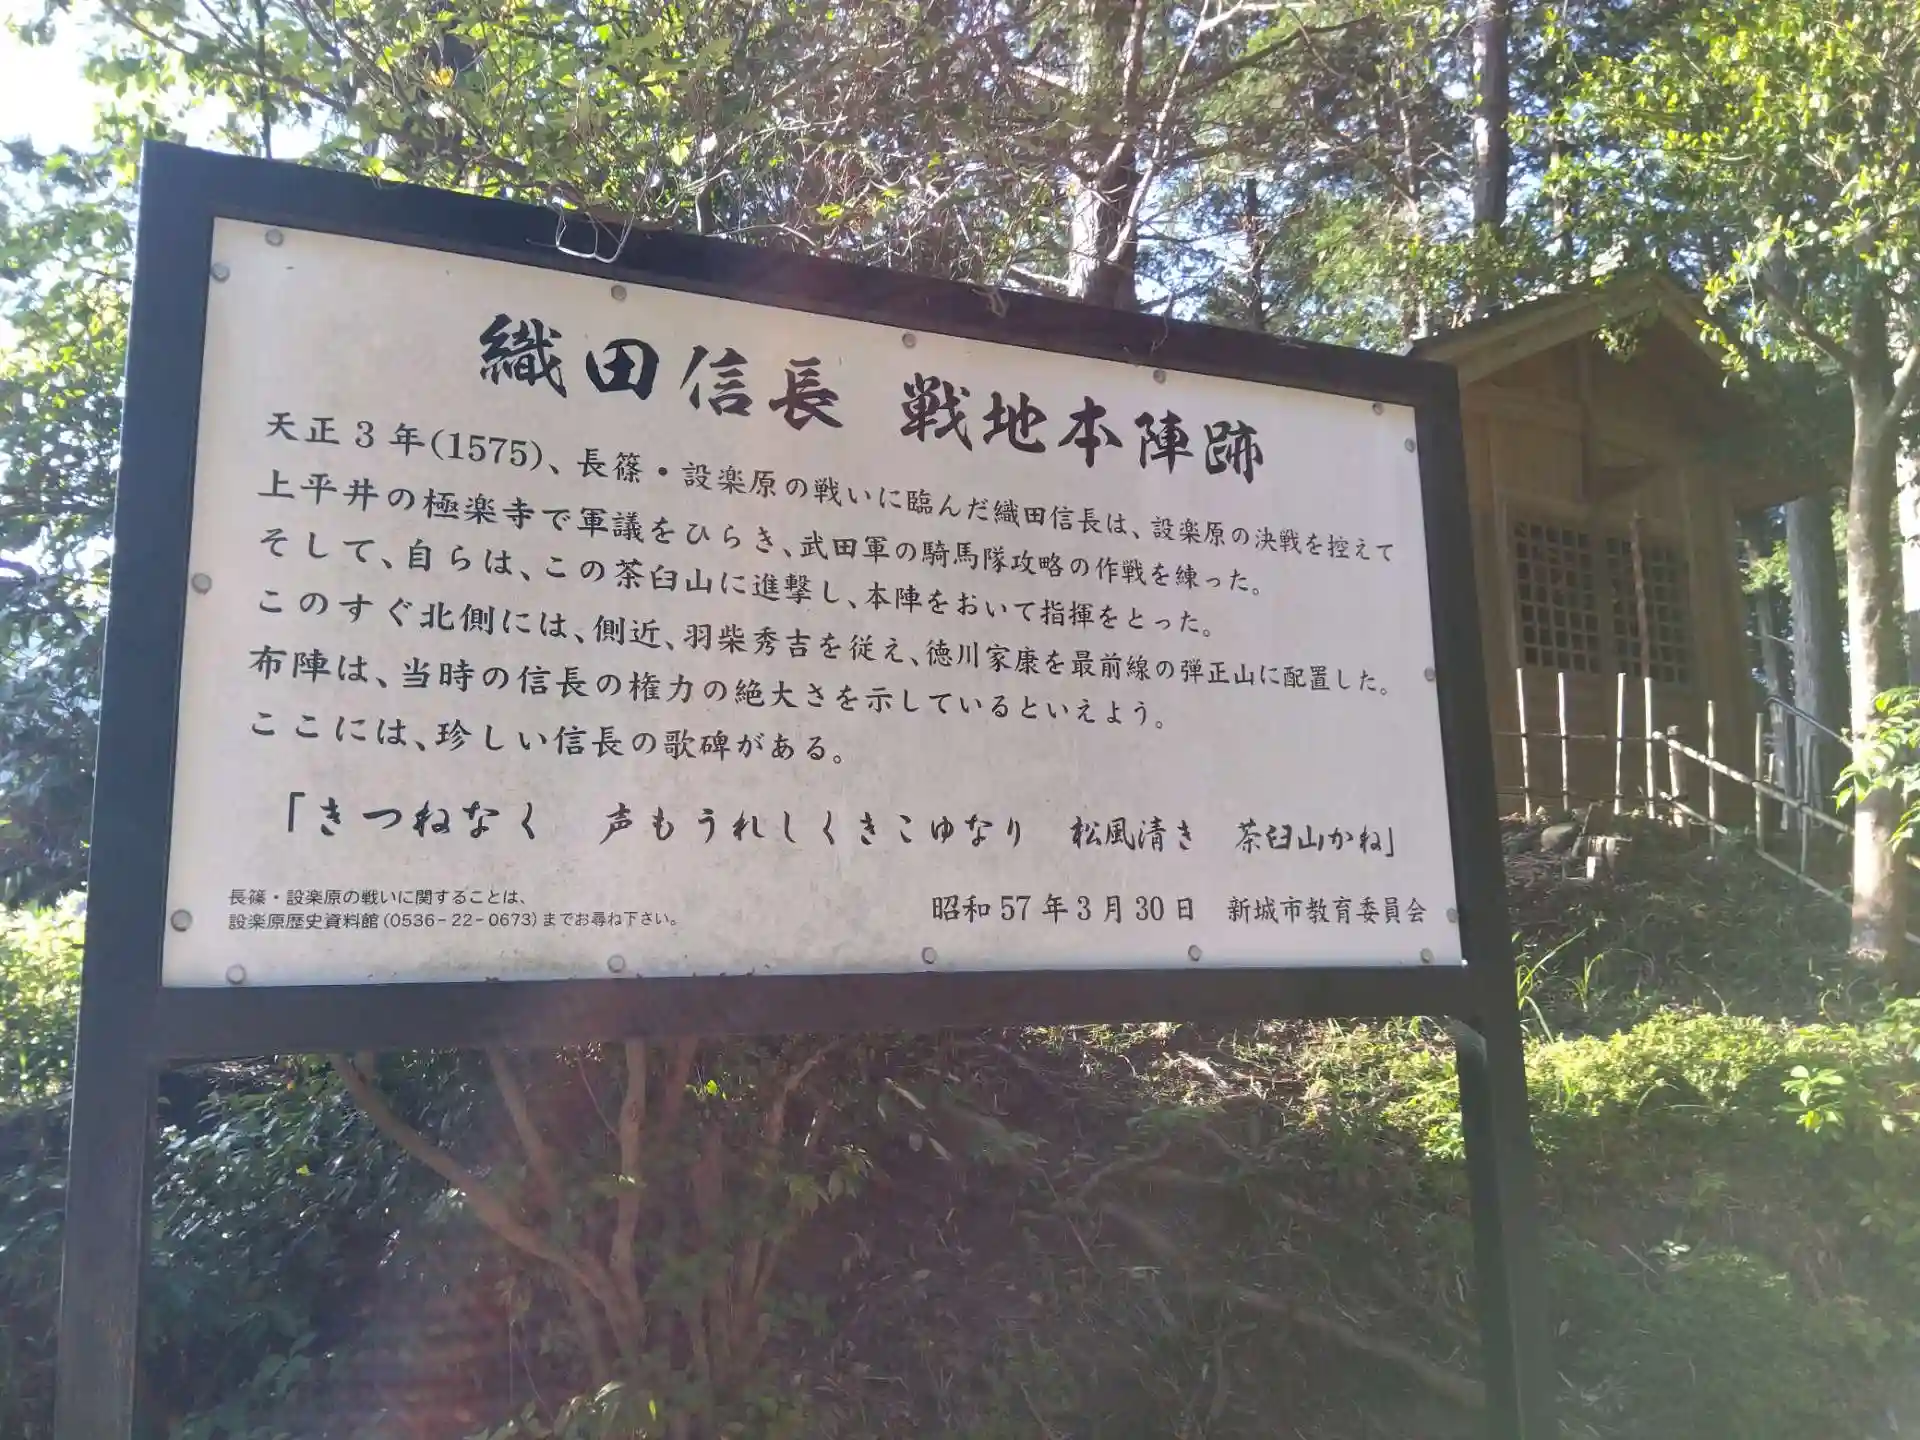 織田信長 戦地本陣跡
天正3年(1575)、長篠・設楽原の戦いに臨んだ織田信長は、設楽原の決戦を控えて
上平井の極楽寺で軍議をひらき、武田軍の騎馬隊攻略の作戦を練った。
そして、自らは、この茶臼山に進撃し、本陣をおいて指揮をとった。
このすぐ北側には、側近、羽柴秀吉を従え、徳川家康を最前線の弾正山に配置した。
布陣は、当時の信長の権力の絶大さを示しているといえよう。
ここには、珍しい信長の歌碑がある。
「きつねなく 声もうれしくきこゆなり 松風清き 茶臼山かね」
長篠・設楽原の戦いに関することは、
設楽原歴史資料館(0536-22-0673)までお尋ね下さい。
昭和57年3月30日 新城市教育委員会